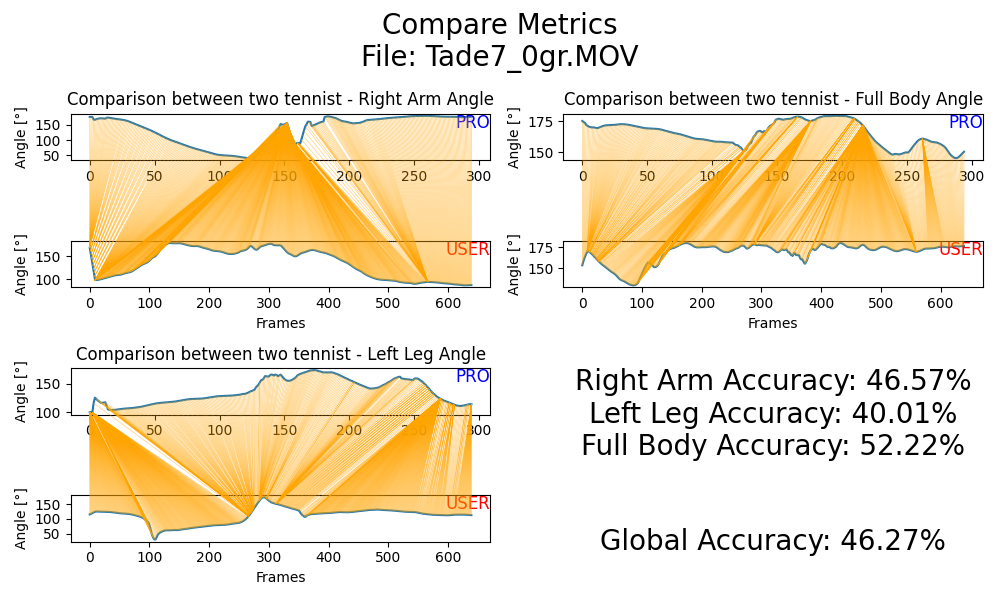 Compare Metrics
File: Tade7_0gr.MOV
Comparison between two tennist - Right Arm Angle
Angle [°]
150
100
50
PRO
0 50 100 150 200 250 300
Angle [°]
150
100
USER
0 100 200 300 400 500 600
Frames
Comparison between two tennist - Full Body Angle
Angle [°]
175
150
PRO
0 50 100 150 200 250 300
Angle [°]
175
150
USER
0 100 200 300 400 500 600
Frames
Comparison between two tennist - Left Leg Angle
Angle [°]
150
100
PRO
0 50 100 150 200 250 300
Angle [°]
150
100
50
USER
0 100 200 300 400 500 600
Frames
Right Arm Accuracy: 46.57%
Left Leg Accuracy: 40.01%
Full Body Accuracy: 52.22%
Global Accuracy: 46.27%